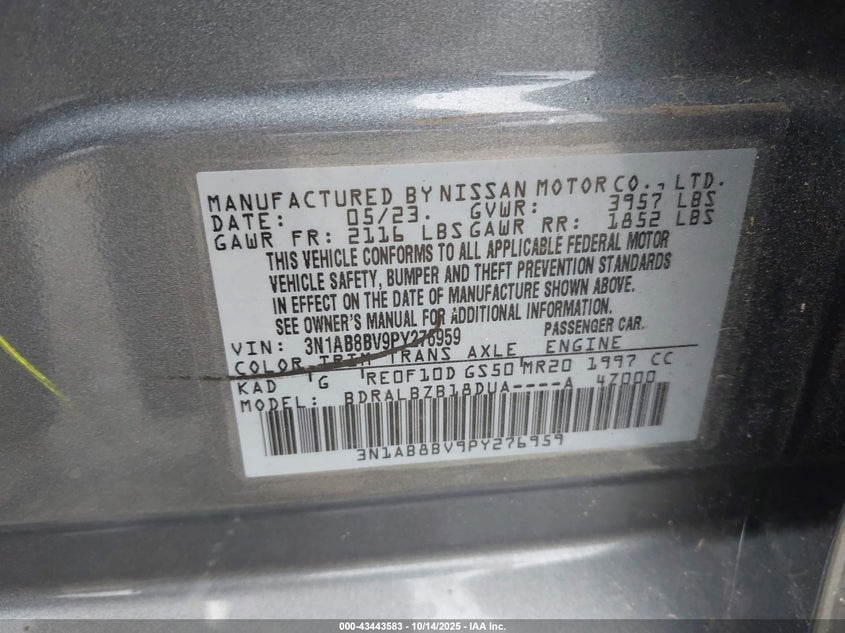 MANUFACTURED BY NISSAN MOTOR CO., LTD.
DATE: 05/23. GVWR: 3957 LBS
GAWR FR: 2116 LBS GAWR RR: 1852 LBS
THIS VEHICLE CONFORMS TO ALL APPLICABLE FEDERAL MOTOR
VEHICLE SAFETY, BUMPER AND THEFT PREVENTION STANDARDS
IN EFFECT ON THE DATE OF MANUFACTURE SHOWN ABOVE.
SEE OWNER'S MANUAL FOR ADDITIONAL INFORMATION.
VIN: 3N1AB8BV9PY276959 PASSENGER CAR.
COLOR TRIM TRANS AXLE ENGINE
KAD G RE0F10D GS50 MR20 1997 CC
MODEL: BDRALBZB18DUA----A 47000
3N1AB8BV9PY276959
000-43443583 | 10/14/2025 - IAA Inc.